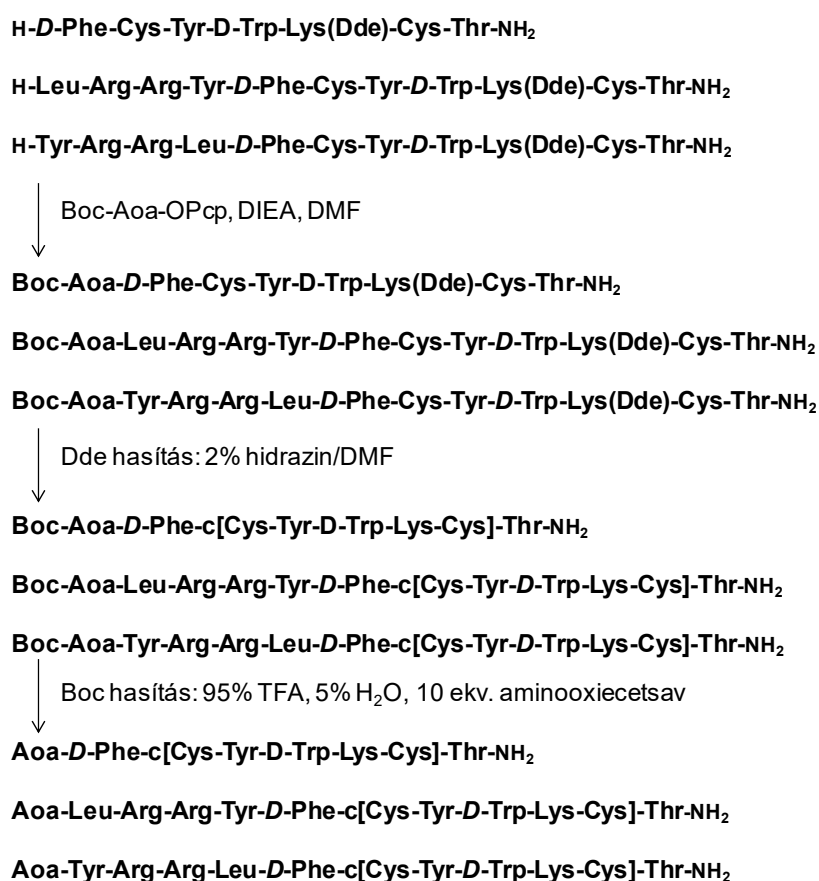 H-D-Phe-Cys-Tyr-D-Trp-Lys(Dde)-Cys-Thr-NH₂
H-Leu-Arg-Arg-Tyr-D-Phe-Cys-Tyr-D-Trp-Lys(Dde)-Cys-Thr-NH₂
H-Tyr-Arg-Arg-Leu-D-Phe-Cys-Tyr-D-Trp-Lys(Dde)-Cys-Thr-NH₂
Boc-Aoa-OPcp, DIEA, DMF
Boc-Aoa-D-Phe-Cys-Tyr-D-Trp-Lys(Dde)-Cys-Thr-NH₂
Boc-Aoa-Leu-Arg-Arg-Tyr-D-Phe-Cys-Tyr-D-Trp-Lys(Dde)-Cys-Thr-NH₂
Boc-Aoa-Tyr-Arg-Arg-Leu-D-Phe-Cys-Tyr-D-Trp-Lys(Dde)-Cys-Thr-NH₂
Dde hasítás: 2% hidrazin/DMF
Boc-Aoa-D-Phe-c[Cys-Tyr-D-Trp-Lys-Cys]-Thr-NH₂
Boc-Aoa-Leu-Arg-Arg-Tyr-D-Phe-c[Cys-Tyr-D-Trp-Lys-Cys]-Thr-NH₂
Boc-Aoa-Tyr-Arg-Arg-Leu-D-Phe-c[Cys-Tyr-D-Trp-Lys-Cys]-Thr-NH₂
Boc hasítás: 95% TFA, 5% H₂O, 10 ekv. aminooxiecetsav
Aoa-D-Phe-c[Cys-Tyr-D-Trp-Lys-Cys]-Thr-NH₂
Aoa-Leu-Arg-Arg-Tyr-D-Phe-c[Cys-Tyr-D-Trp-Lys-Cys]-Thr-NH₂
Aoa-Tyr-Arg-Arg-Leu-D-Phe-c[Cys-Tyr-D-Trp-Lys-Cys]-Thr-NH₂